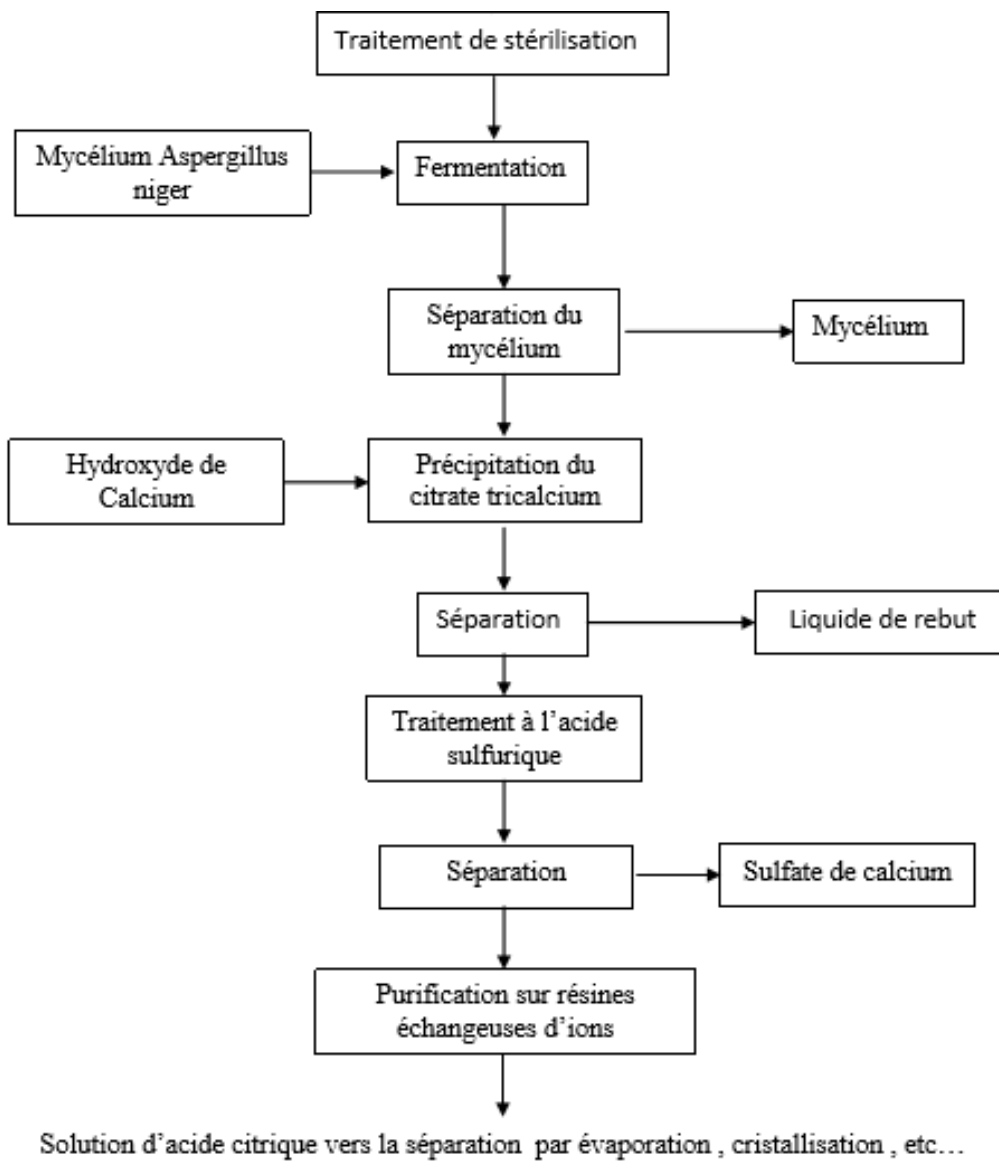 Traitement de stérilisation
Mycélium Aspergillus
niger
Fermentation
Séparation du
mycélium
Mycélium
Hydroxyde de
Calcium
Précipitation du
citrate tricalcium
Séparation
Liquide de rebut
Traitement à l’acide
sulfurique
Séparation
Sulfate de calcium
Purification sur résines
échangeuses d’ions
Solution d’acide citrique vers la séparation par évaporation , cristallisation , etc…